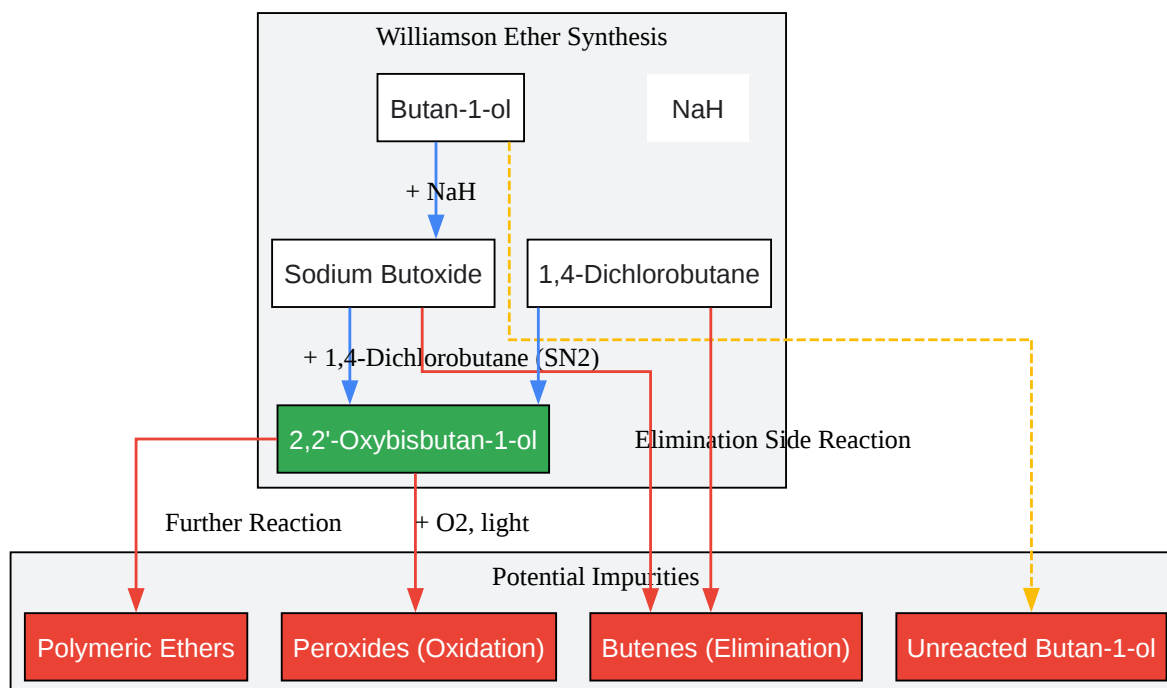 Williamson Ether Synthesis
Butan-1-ol
NaH
+ NaH
Sodium Butoxide
1,4-Dichlorobutane
+ 1,4-Dichlorobutane (SN2)
2,2'-Oxybisbutan-1-ol
Elimination Side Reaction
Further Reaction
+ O2, light
Potential Impurities
Polymeric Ethers
Peroxides (Oxidation)
Butenes (Elimination)
Unreacted Butan-1-ol